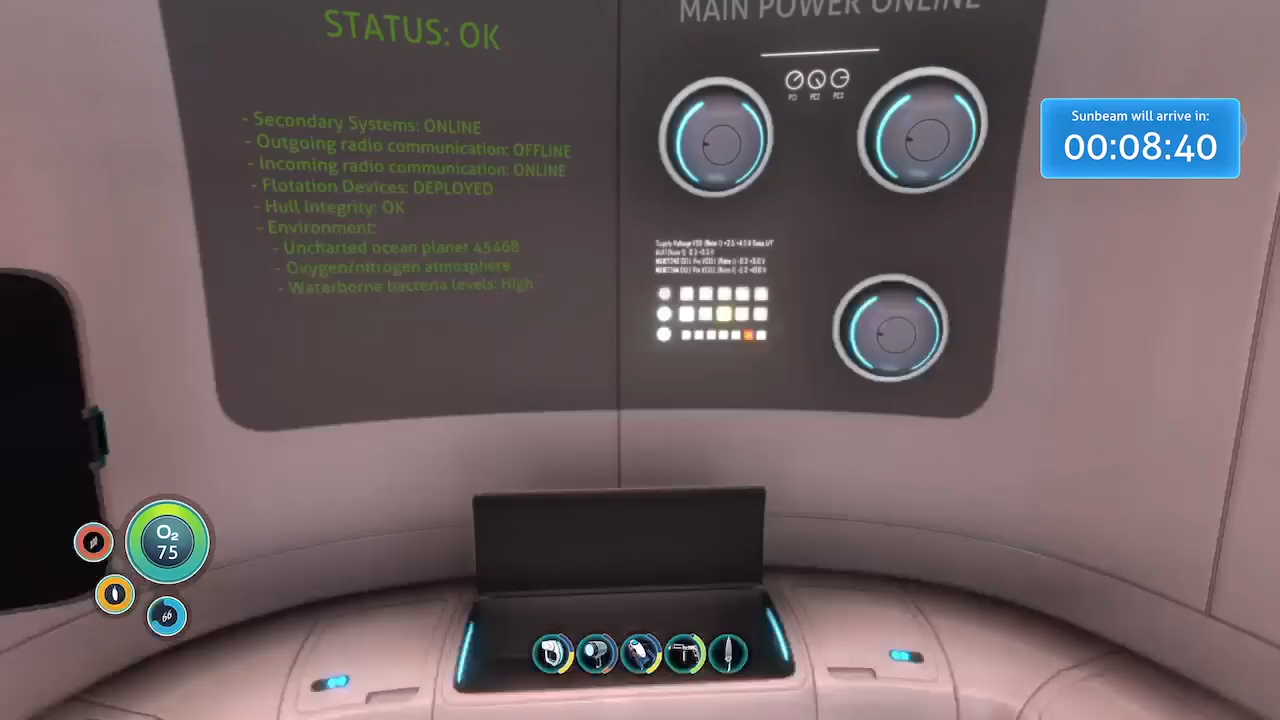 STATUS: OK
- Secondary Systems: ONLINE
- Outgoing radio communication: OFFLINE
- Incoming radio communication: ONLINE
- Flotation Devices: DEPLOYED
- Hull Integrity: OK
- Environment:
- Uncharted ocean planet 4546B
- Oxygen/nitrogen atmosphere
- Waterborne bacteria levels: High
MAIN POWER ONLINE
Sunbeam will arrive in:
00:08:40
O₂
75
66